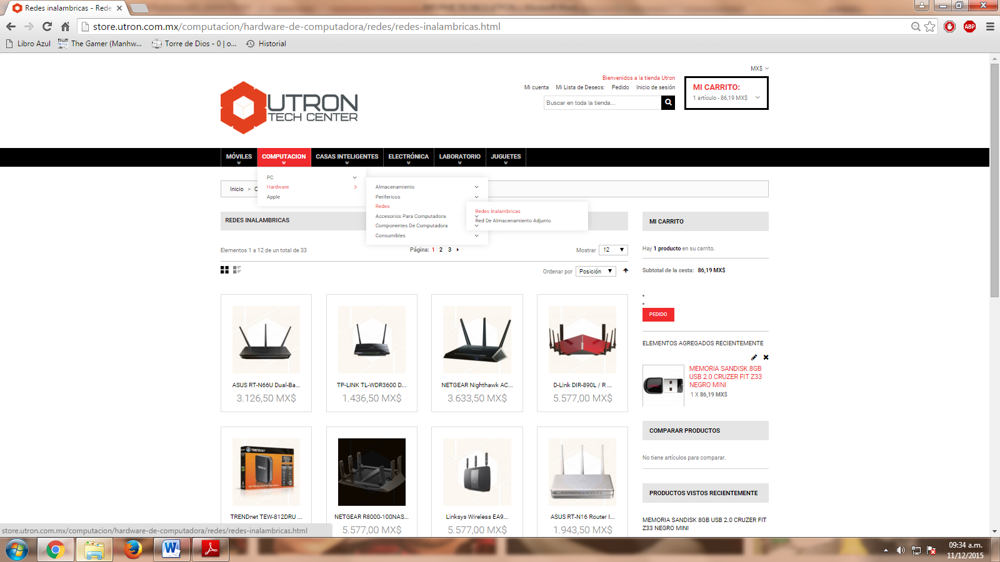 Redes inalambricas - Rede
store.utron.com.mx/computacion/hardware-de-computadora/redes/redes-inalambricas.html
ABP
Libro Azul
The Gamer (Manhw...
Torre de Dios - 0 | o...
Historial
MX$
Bienvenidos a la tienda Utron
Mi cuenta Mi Lista de Deseos: Pedido Inicio de sesión
Buscar en toda la tienda...
MI CARRITO:
1 artículo - 86,19 MX$
UTRON
TECH CENTER
MÓVILES COMPUTACION CASAS INTELIGENTES ELECTRÓNICA LABORATORIO JUGUETES
PC
Hardware
Apple
Almacenamiento
Perifericos
Redes
Accesorios Para Computadora
Componentes De Computadora
Consumibles
Redes Inalambricas
Red De Almacenamiento Adjunto
Inicio > C
REDES INALAMBRICAS
Elementos 1 a 12 de un total de 33
Página: 1 2 3
Mostrar 12
Ordenar por Posición
ASUS RT-N66U Dual-Ba...
3.126,50 MX$
TP-LINK TL-WDR3600 D...
1.436,50 MX$
NETGEAR Nighthawk AC...
3.633,50 MX$
D-Link DIR-890L / R ...
5.577,00 MX$
TRENDNET
TRENDnet TEW-812DRU ...
NETGEAR R8000-100NAS...
5.577,00 MX$
Linksys Wireless EA9...
5.577,00 MX$
ASUS RT-N16 Router I...
1.943,50 MX$
MI CARRITO
Hay 1 producto en su carrito.
Subtotal de la cesta: 86,19 MX$
PEDIDO
ELEMENTOS AGREGADOS RECIENTEMENTE
MEMORIA SANDISK 8GB
USB 2.0 CRUZER FIT Z33
NEGRO MINI
1 X 86,19 MX$
COMPARAR PRODUCTOS
No tiene artículos para comparar.
PRODUCTOS VISTOS RECIENTEMENTE
MEMORIA SANDISK 8GB USB 2.0 CRUZER FIT
Z33 NEGRO MINI
store.utron.com.mx/computacion/hardware-de-computadora/redes/redes-inalambricas.html
09:34 a.m.
11/12/2015